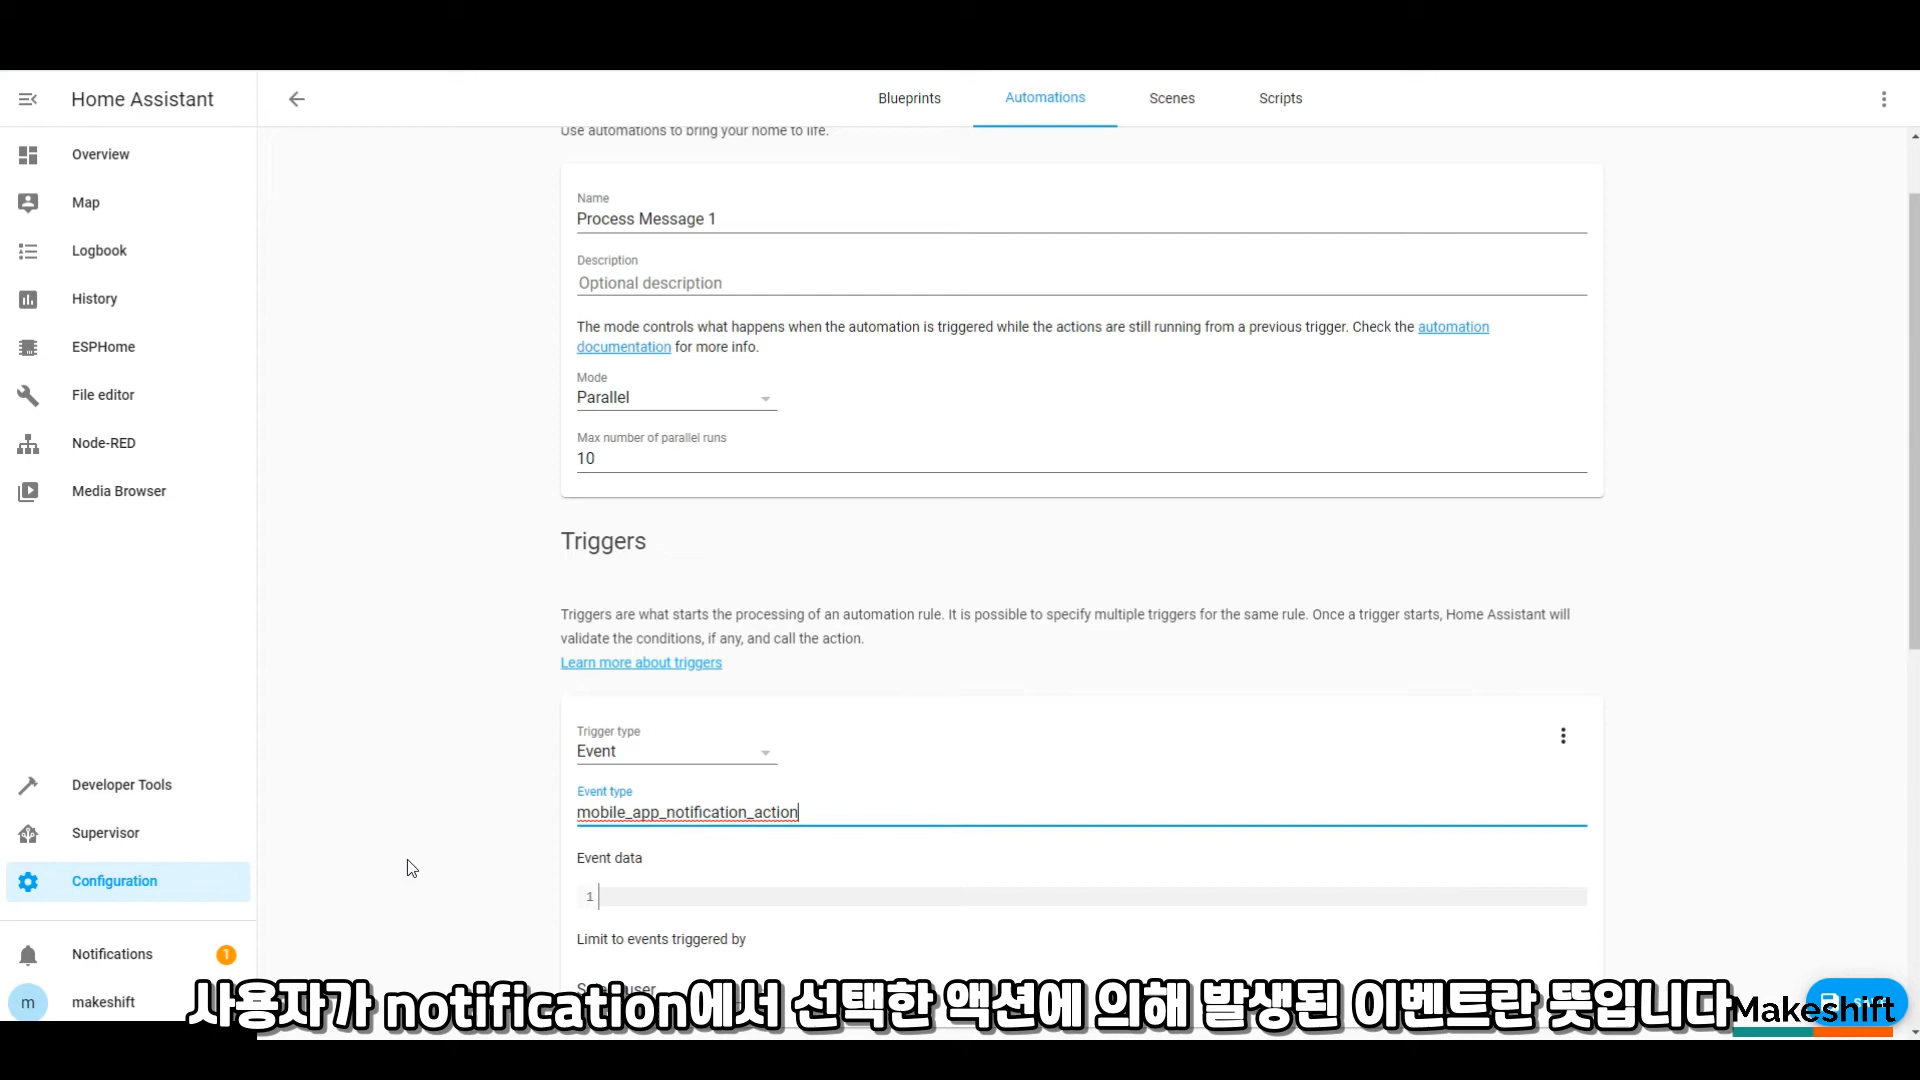 Home Assistant
Blueprints
Automations
Scenes
Scripts
Overview
Map
Logbook
History
ESPHome
File editor
Node-RED
Media Browser
Developer Tools
Supervisor
Configuration
Notifications
1
m
makeshift
Use automations to bring your home to life.
Name
Process Message 1
Description
Optional description
The mode controls what happens when the automation is triggered while the actions are still running from a previous trigger. Check the automation
documentation for more info.
Mode
Parallel
Max number of parallel runs
10
Triggers
Triggers are what starts the processing of an automation rule. It is possible to specify multiple triggers for the same rule. Once a trigger starts, Home Assistant will
validate the conditions, if any, and call the action.
Learn more about triggers
Trigger type
Event
Event type
mobile_app_notification_action
Event data
1
Limit to events triggered by
사용자가 notification에서 선택한 액션에 의해 발생된 이벤트란 뜻입니다
Makeshift